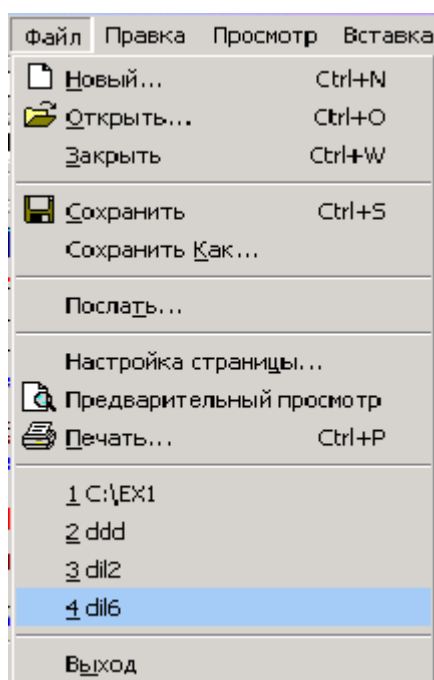 Файл Правка Просмотр Вставка
Новый... Ctrl+N
Открыть... Ctrl+O
Закрыть Ctrl+W
Сохранить Ctrl+S
Сохранить Как...
Послать...
Настройка страницы...
Предварительный просмотр
Печать... Ctrl+P
1 C:\EX1
2 ddd
3 dil2
4 dil6
Выход